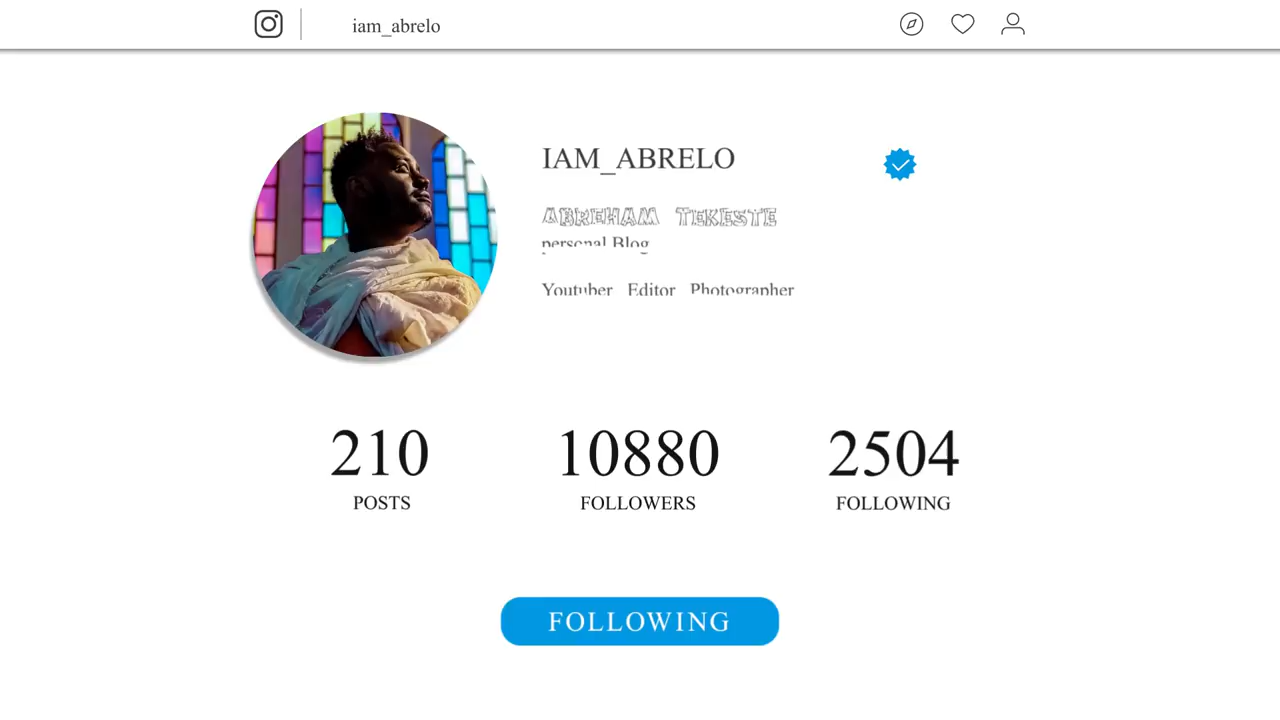 iam_abrelo
IAM_ABRELO
ABREHAM TEKESTE
personal Blog
Youtuber Editor Photographer
210 10880 2504
POSTS FOLLOWERS FOLLOWING
FOLLOWING